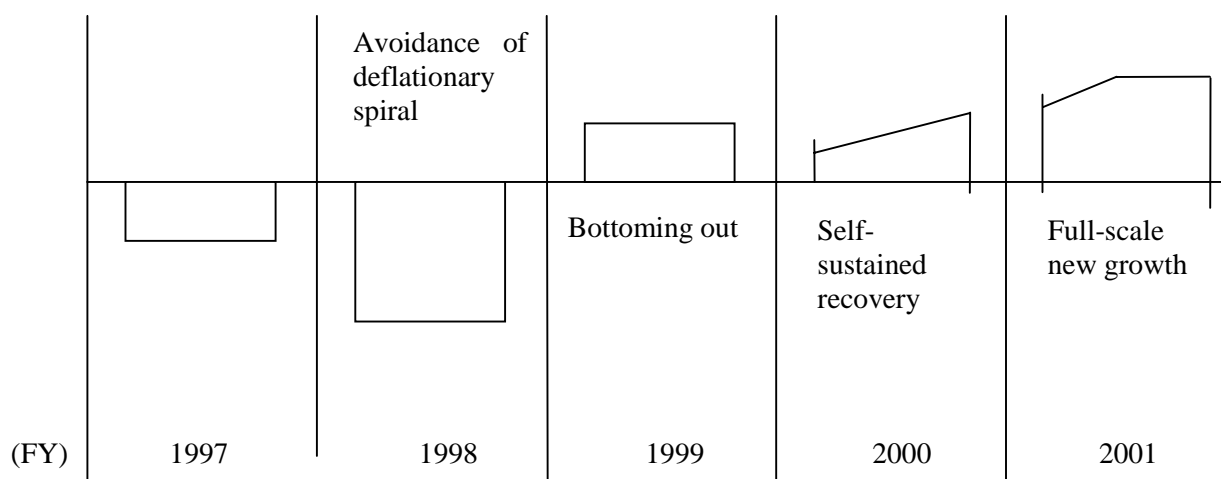 Avoidance of
deflationary
spiral
Bottoming out
Self-
sustained
recovery
Full-scale
new growth
(FY) 1997 1998 1999 2000 2001